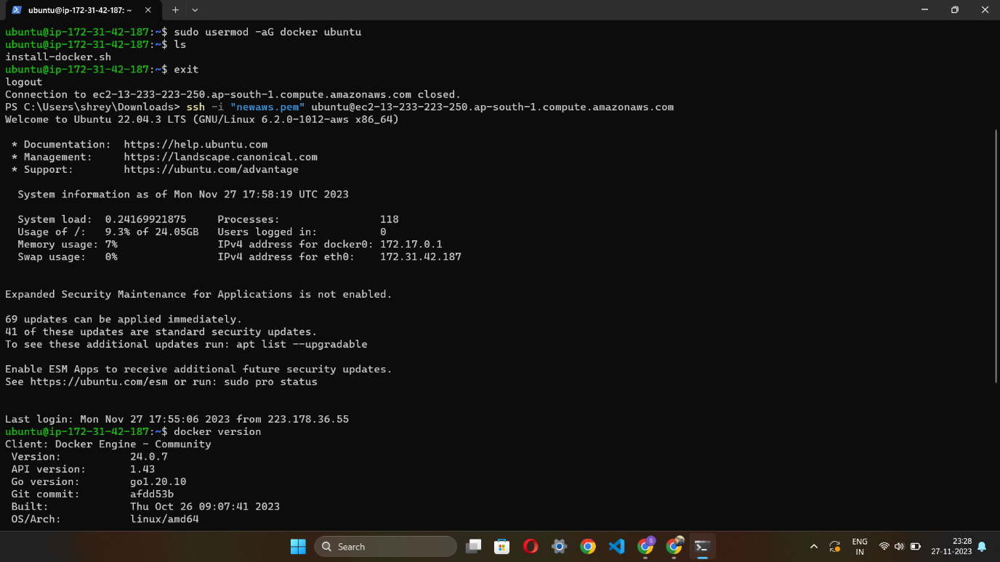 ubuntu@ip-172-31-42-187: ~
ubuntu@ip-172-31-42-187:~$ sudo usermod -aG docker ubuntu
ubuntu@ip-172-31-42-187:~$ ls
install-docker.sh
ubuntu@ip-172-31-42-187:~$ exit
logout
Connection to ec2-13-233-223-250.ap-south-1.compute.amazonaws.com closed.
PS C:\Users\shrey\Downloads> ssh -i "newaws.pem" ubuntu@ec2-13-233-223-250.ap-south-1.compute.amazonaws.com
Welcome to Ubuntu 22.04.3 LTS (GNU/Linux 6.2.0-1012-aws x86_64)
* Documentation:  https://help.ubuntu.com
* Management:     https://landscape.canonical.com
* Support:        https://ubuntu.com/advantage
System information as of Mon Nov 27 17:58:19 UTC 2023
System load:  0.24169921875     Processes:                118
Usage of /:   9.3% of 24.05GB   Users logged in:          0
Memory usage: 7%                IPv4 address for docker0: 172.17.0.1
Swap usage:   0%                IPv4 address for eth0:    172.31.42.187
Expanded Security Maintenance for Applications is not enabled.
69 updates can be applied immediately.
41 of these updates are standard security updates.
To see these additional updates run: apt list --upgradable
Enable ESM Apps to receive additional future security updates.
See https://ubuntu.com/esm or run: sudo pro status
Last login: Mon Nov 27 17:55:06 2023 from 223.178.36.55
ubuntu@ip-172-31-42-187:~$ docker version
Client: Docker Engine - Community
Version:           24.0.7
API version:       1.43
Go version:        go1.20.10
Git commit:        afdd53b
Built:             Thu Oct 26 09:07:41 2023
OS/Arch:           linux/amd64
Search
S
ENG
IN
23:28
27-11-2023